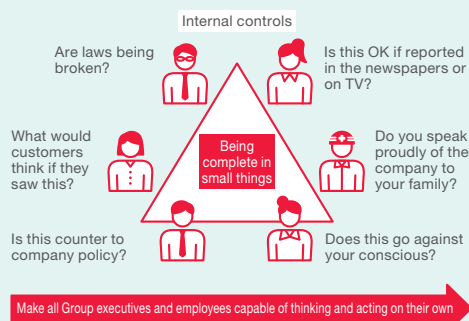 Internal controls
Are laws being
broken?
Is this OK if reported
in the newspapers or
on TV?
What would
customers
think if they
saw this?
Being
complete in
small things
Do you speak
proudly of the
company to
your family?
Is this counter to
company policy?
Does this go against
your conscious?
Make all Group executives and employees capable of thinking and acting on their own